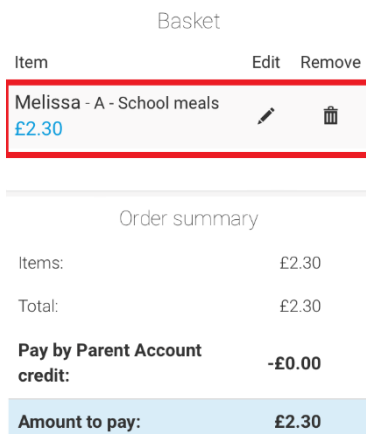 Basket
Item Edit Remove
Melissa - A - School meals
£2.30
Order summary
Items: £2.30
Total: £2.30
Pay by Parent Account
credit: -£0.00
Amount to pay: £2.30